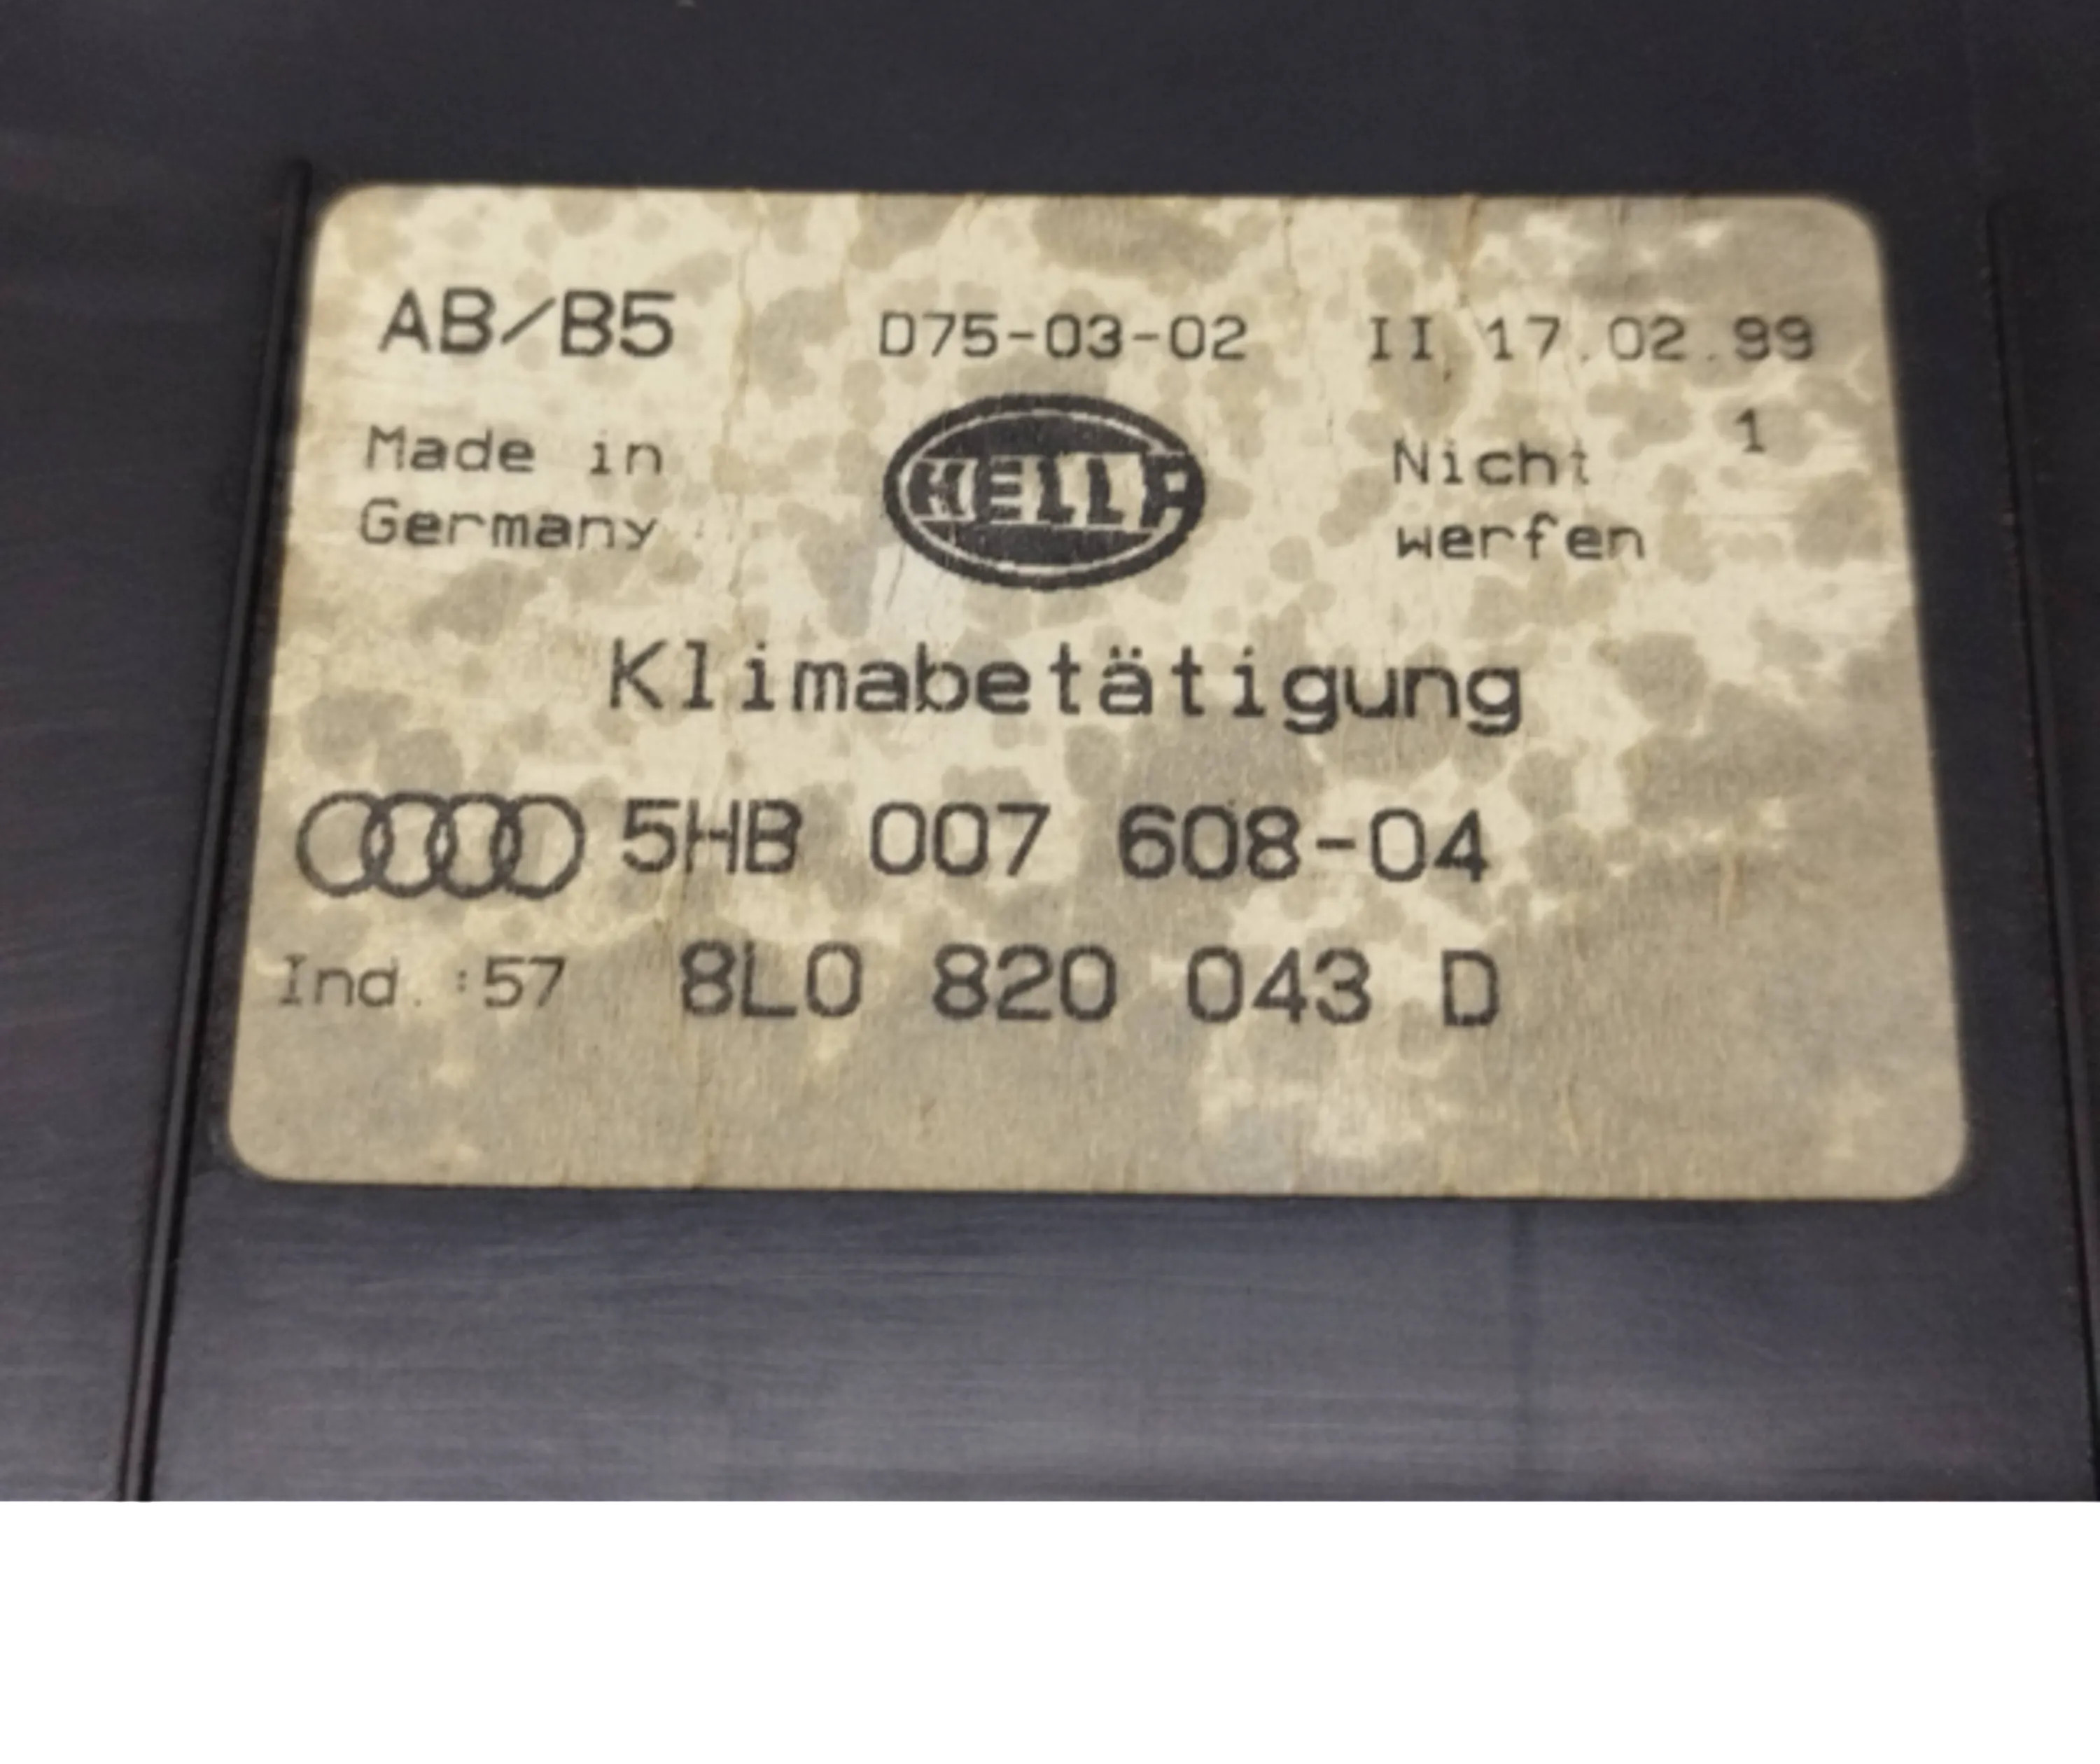 AB/B5 D75-03-02 II 17.02.99
1
Made in HELLA Nicht
Germany werfen
Klimabetätigung
5HB 007 608-04
Ind.:57 8L0 820 043 D